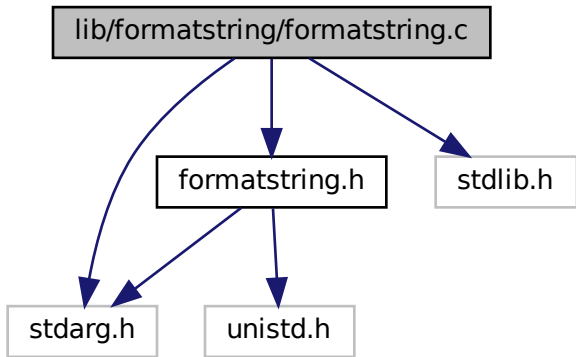 lib/formatstring/formatstring.c
formatstring.h
stdlib.h
stdarg.h
unistd.h